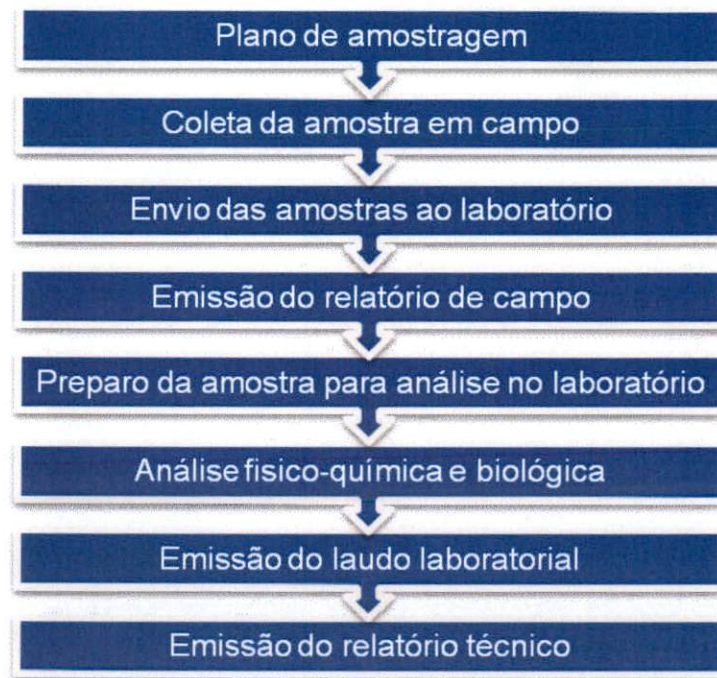 Plano de amostragem
Coleta da amostra em campo
Envio das amostras ao laboratório
Emissão do relatório de campo
Preparo da amostra para análise no laboratório
Análise fisico-química e biológica
Emissão do laudo laboratorial
Emissão do relatório técnico